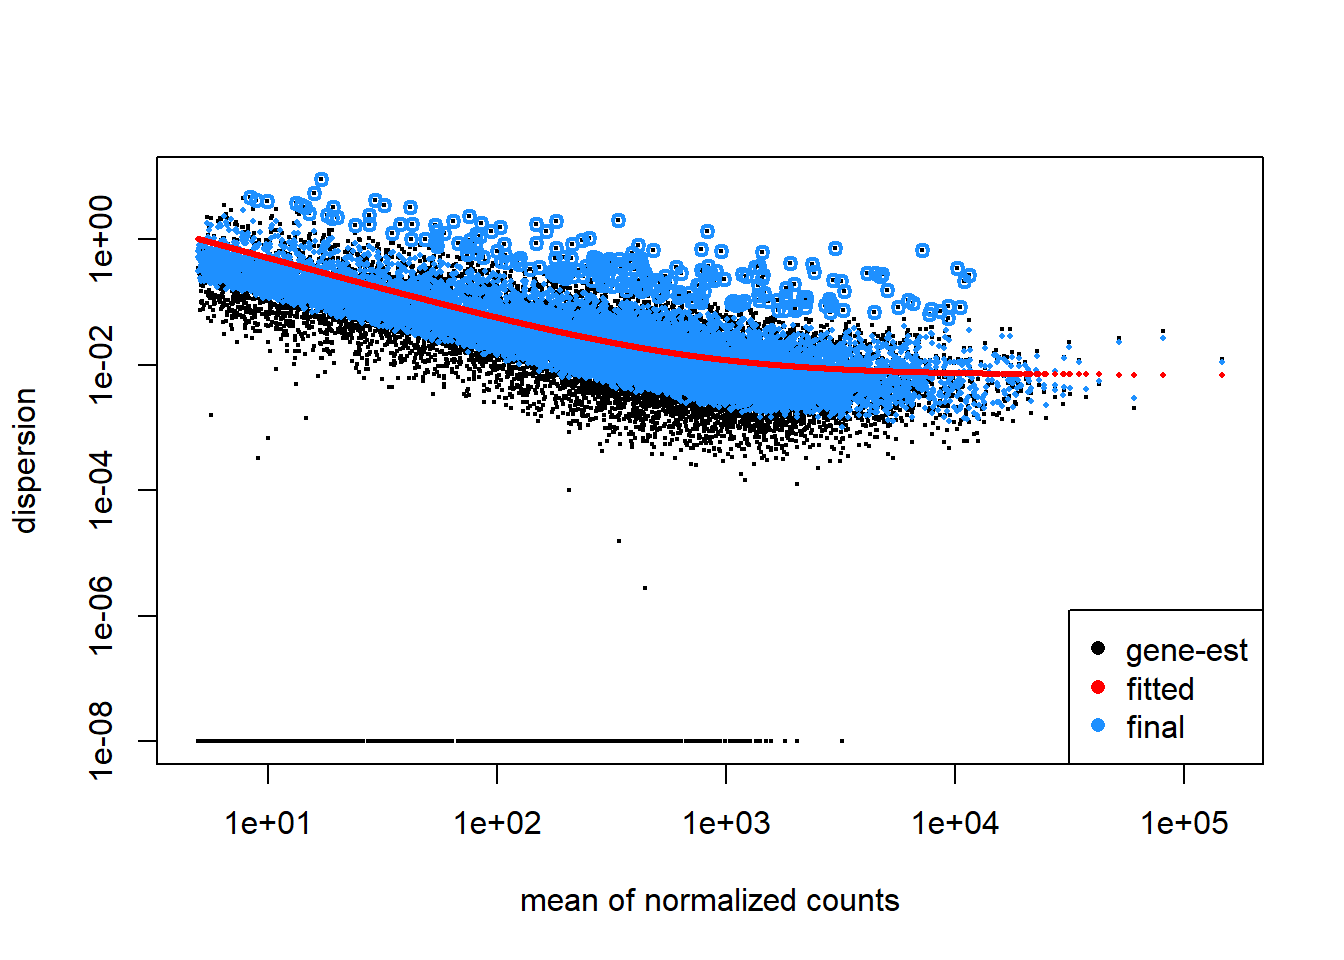 dispersion
1e+00
1e-02
1e-04
1e-06
1e-08
gene-est
fitted
final
1e+01 1e+02 1e+03 1e+04 1e+05
mean of normalized counts